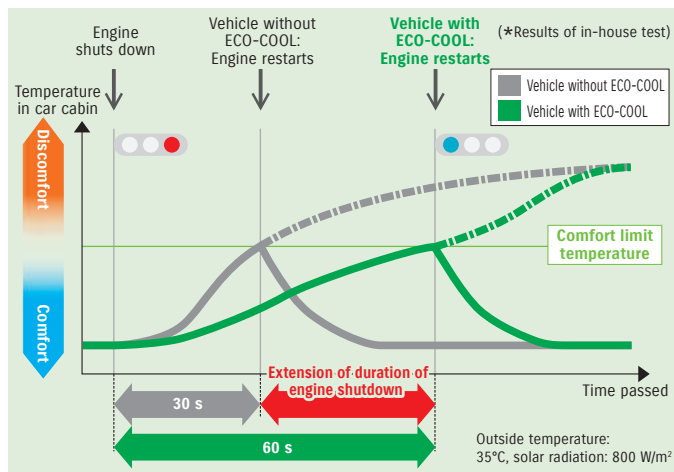 Engine
shuts down
Vehicle without
ECO-COOL:
Engine restarts
Vehicle with
ECO-COOL:
Engine restarts
(*Results of in-house test)
Vehicle without ECO-COOL
Vehicle with ECO-COOL
Temperature
in car cabin
Discomfort
Comfort
Comfort limit
temperature
Extension of duration of
engine shutdown
Time passed
30 s
60 s
Outside temperature:
35°C, solar radiation: 800 W/m²